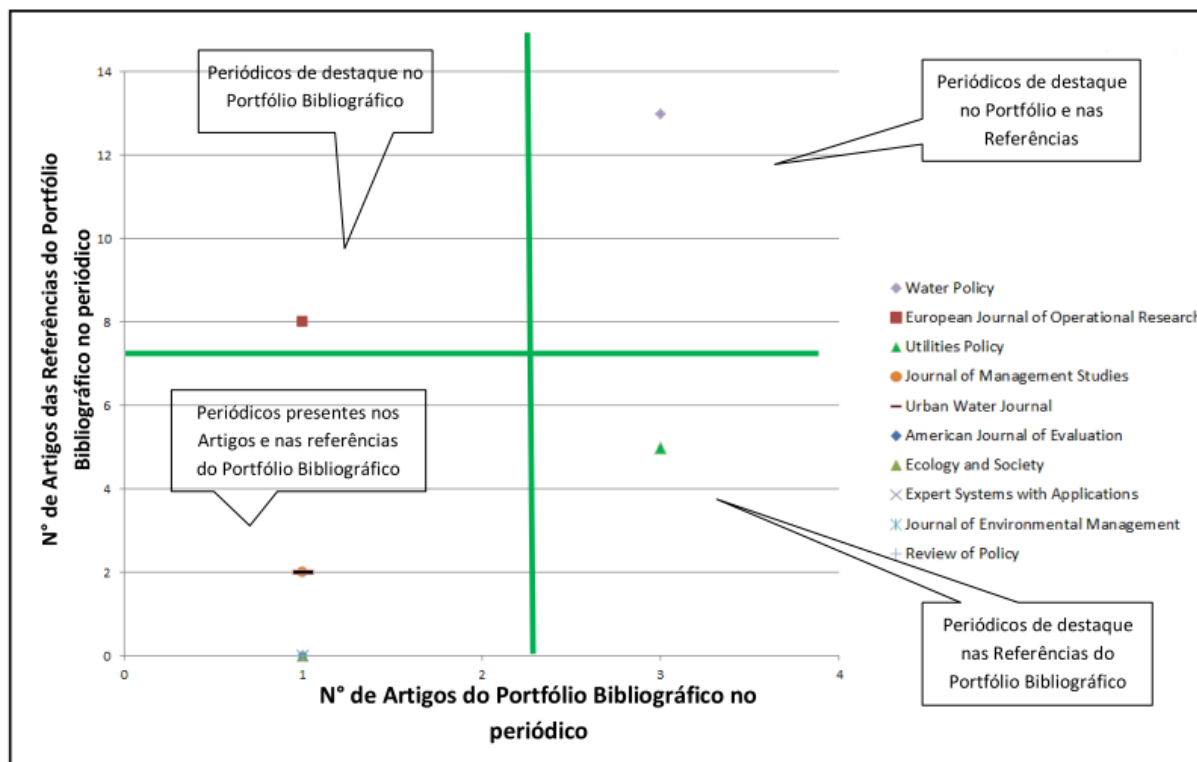 N° de Artigos das Referências do Portfólio
Bibliográfico no periódico
14
12
10
8
6
4
2
0
0
1
2
3
4
N° de Artigos do Portfólio Bibliográfico no
periódico
Periódicos de destaque no
Portfólio Bibliográfico
Periódicos de destaque
no Portfólio e nas
Referências
Periódicos presentes nos
Artigos e nas referências
do Portfólio Bibliográfico
Water Policy
European Journal of Operational Research
Utilities Policy
Journal of Management Studies
Urban Water Journal
American Journal of Evaluation
Ecology and Society
Expert Systems with Applications
Journal of Environmental Management
Review of Policy
Periódicos de destaque
nas Referências do
Portfólio Bibliográfico